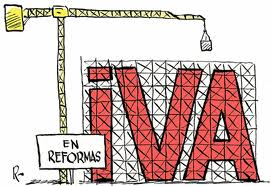 EN
REFORMAS
iVA
R